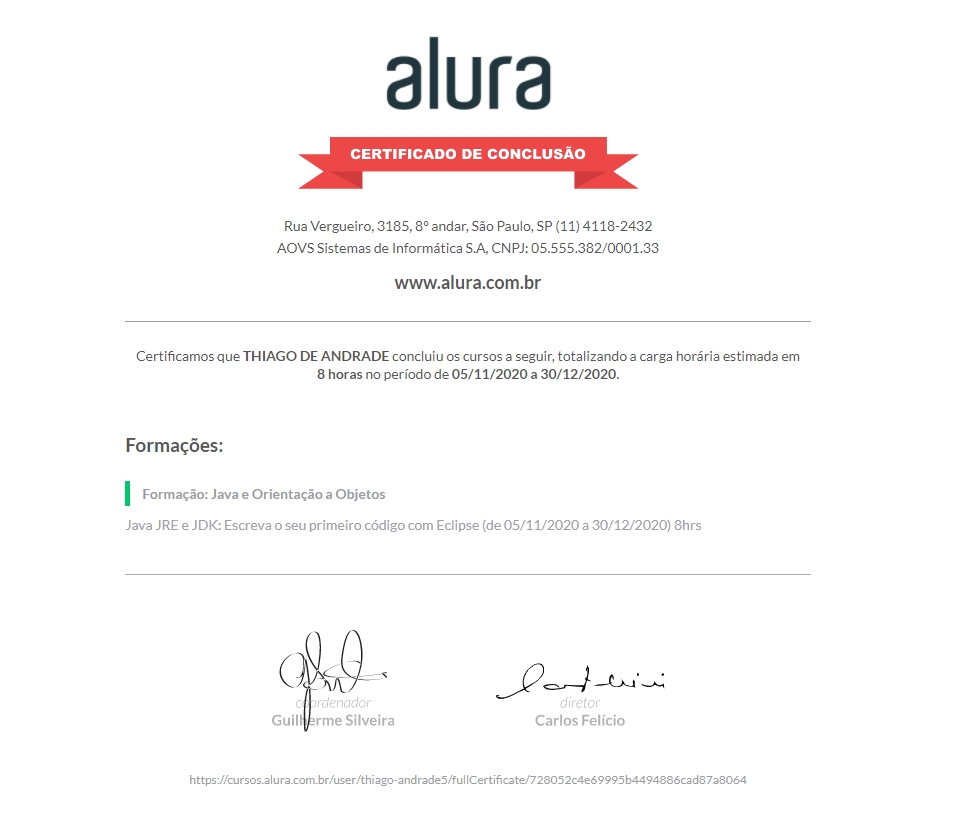 alura
CERTIFICADO DE CONCLUSÃO
Rua Vergueiro, 3185, 8º andar, São Paulo, SP (11) 4118-2432
AOVS Sistemas de Informática S.A, CNPJ: 05.555.382/0001.33
www.alura.com.br
Certificamos que THIAGO DE ANDRADE concluiu os cursos a seguir, totalizando a carga horária estimada em
8 horas no período de 05/11/2020 a 30/12/2020.
Formações:
Formação: Java e Orientação a Objetos
Java JRE e JDK: Escreva o seu primeiro código com Eclipse (de 05/11/2020 a 30/12/2020) 8hrs
coordenador
Guilherme Silveira
diretor
Carlos Felício
https://cursos.alura.com.br/user/thiago-andrade5/fullCertificate/728052c4e69995b4494886cad87a8064